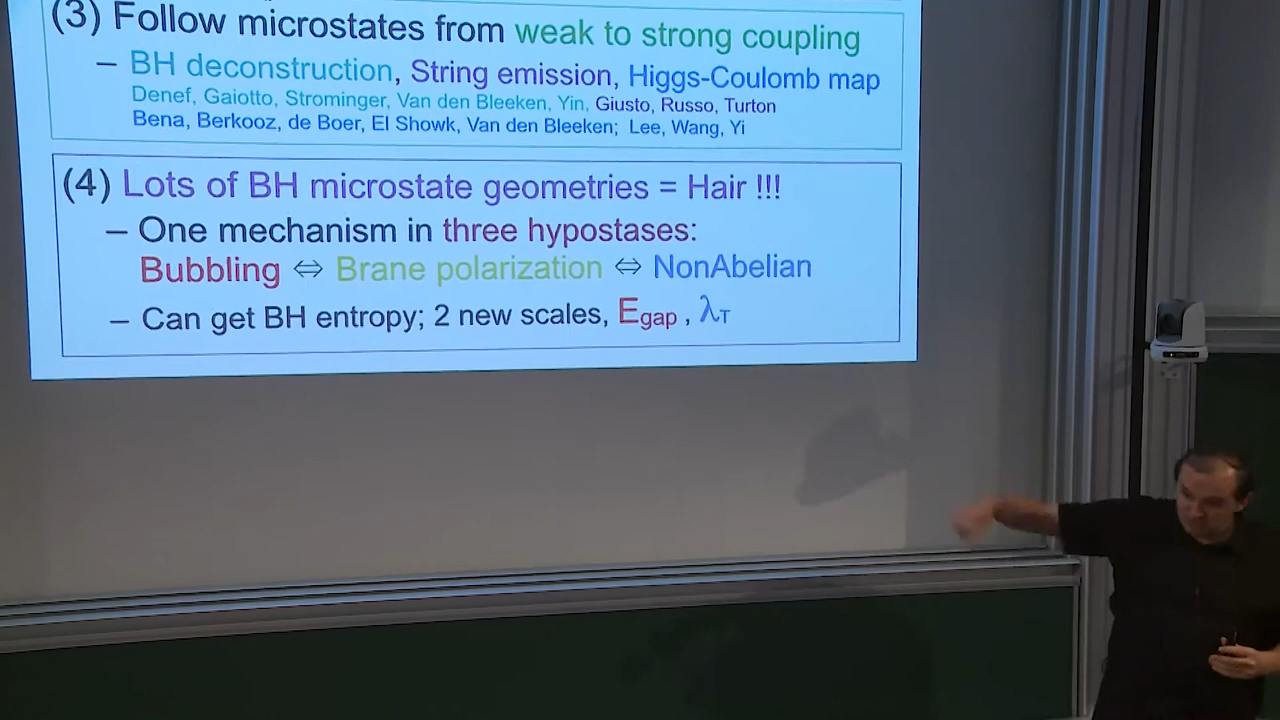 (3) Follow microstates from weak to strong coupling
– BH deconstruction, String emission, Higgs-Coulomb map
Denef, Gaiotto, Strominger, Van den Bleeken, Yin, Giusto, Russo, Turton
Bena, Berkooz, de Boer, El Showk, Van den Bleeken; Lee, Wang, Yi
(4) Lots of BH microstate geometries = Hair !!!
– One mechanism in three hypostases:
Bubbling ⇔ Brane polarization ⇔ NonAbelian
– Can get BH entropy; 2 new scales, Egap , λT